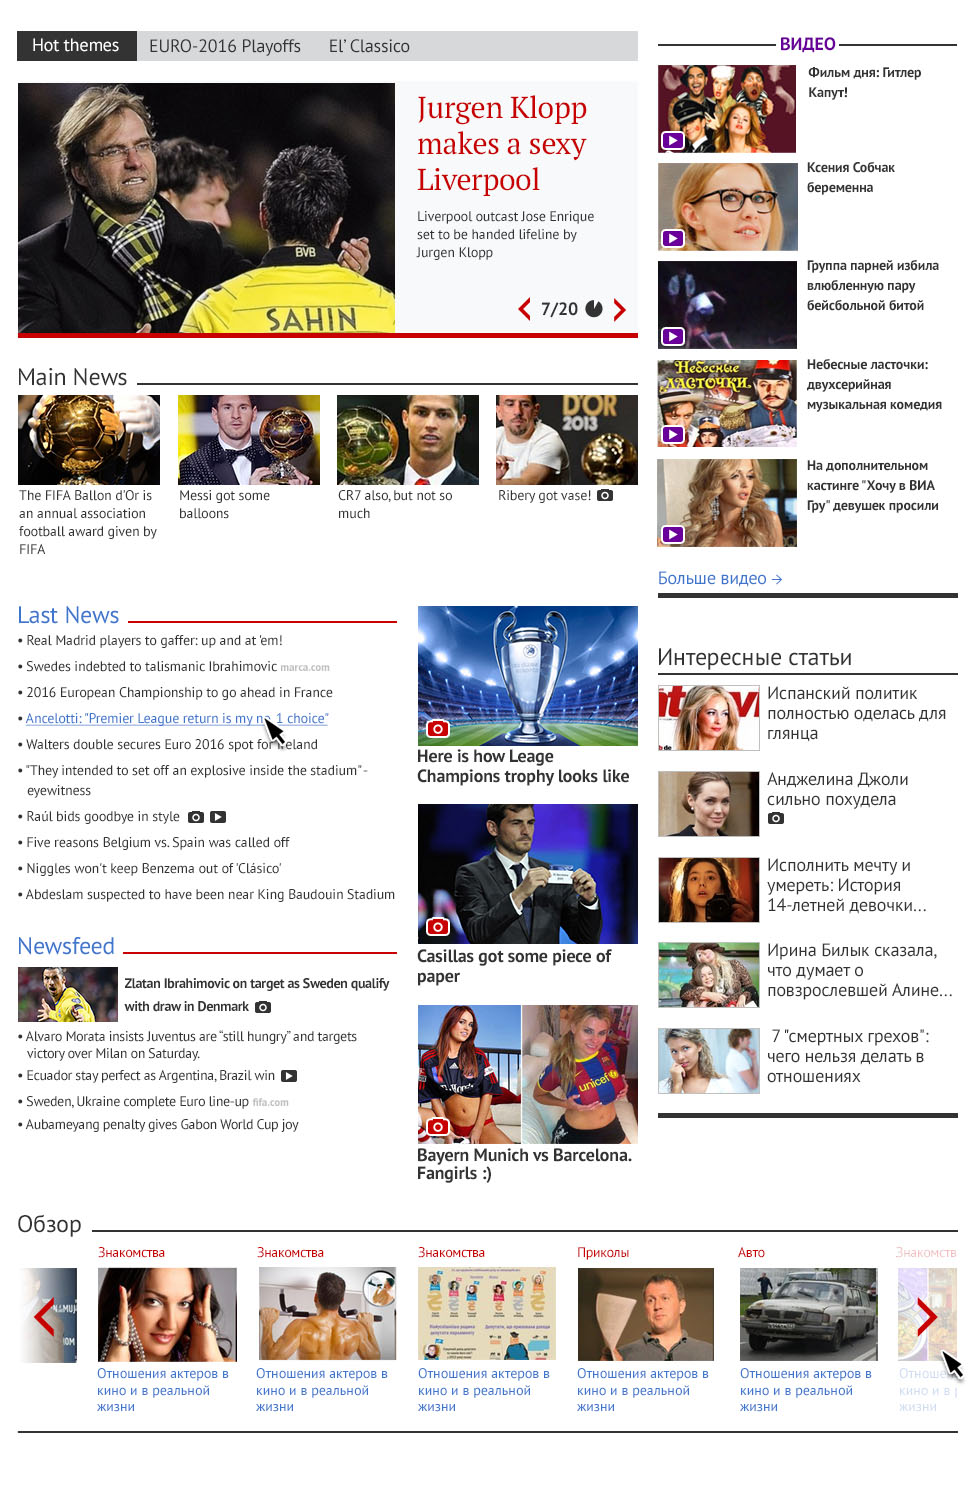 Hot themes
EURO-2016 Playoffs
El' Classico
Jurgen Klopp
makes a sexy
Liverpool
Liverpool outcast Jose Enrique
set to be handed lifeline by
Jurgen Klopp
7/20
BVB
SAHIN
Main News
The FIFA Ballon d'Or is
an annual association
football award given by
FIFA
Messi got some
balloons
CR7 also, but not so
much
D'OR
2013
Ribery got vase!
Last News
• Real Madrid players to gaffer: up and at 'em!
• Swedes indebted to talismanic Ibrahimovic marca.com
• 2016 European Championship to go ahead in France
• Ancelotti: "Premier League return is my no. 1 choice"
• Walters double secures Euro 2016 spot for Ireland
• "They intended to set off an explosive inside the stadium" -
eyewitness
• Raúl bids goodbye in style
• Five reasons Belgium vs. Spain was called off
• Niggles won't keep Benzema out of 'Clásico'
• Abdeslam suspected to have been near King Baudouin Stadium
Newsfeed
Zlatan Ibrahimovic on target as Sweden qualify
with draw in Denmark
• Alvaro Morata insists Juventus are "still hungry" and targets
victory over Milan on Saturday.
• Ecuador stay perfect as Argentina, Brazil win
• Sweden, Ukraine complete Euro line-up fifa.com
• Aubameyang penalty gives Gabon World Cup joy
Here is how Leage
Champions trophy looks like
Casillas got some piece of
paper
unicef
Bayern Munich vs Barcelona.
Fangirls :)
ВИДЕО
Фильм дня: Гитлер
Капут!
Ксения Собчак
беременна
Группа парней избила
влюбленную пару
бейсбольной битой
Небесные
ЛАСТОЧКИ
Небесные ласточки:
двухсерийная
музыкальная комедия
На дополнительном
кастинге "Хочу в ВИА
Гру" девушек просили
Больше видео →
Интересные статьи
Испанский политик
полностью оделась для
глянца
Анджелина Джоли
сильно похудела
Исполнить мечту и
умереть: История
14-летней девочки...
Ирина Билык сказала,
что думает о
повзрослевшей Алине...
7 "смертных грехов":
чего нельзя делать в
отношениях
Обзор
Знакомства
Отношения актеров в
кино и в реальной
жизни
Знакомства
Отношения актеров в
кино и в реальной
жизни
Знакомства
Отношения актеров в
кино и в реальной
жизни
Приколы
Отношения актеров в
кино и в реальной
жизни
Авто
Отношения актеров в
кино и в реальной
жизни
Знакомств
Отноше
кино и в р
жизни